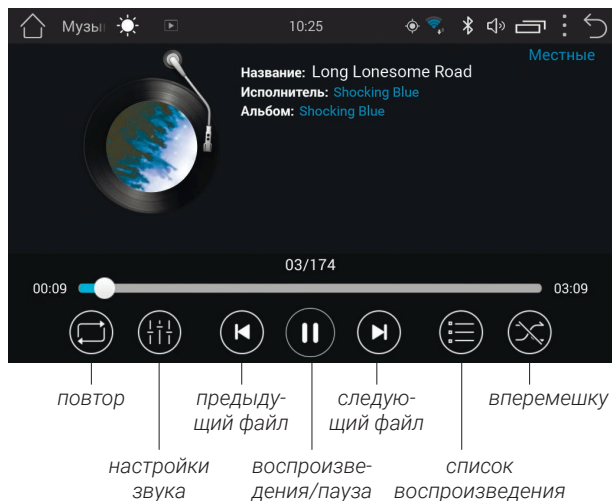 Музы 10:25
Местные
Название: Long Lonesome Road
Исполнитель: Shocking Blue
Альбом: Shocking Blue
03/174
00:09 03:09
повтор предыду- следую- вперемешку
щий файл щий файл
настройки воспроизве- список
звука дения/пауза воспроизведения